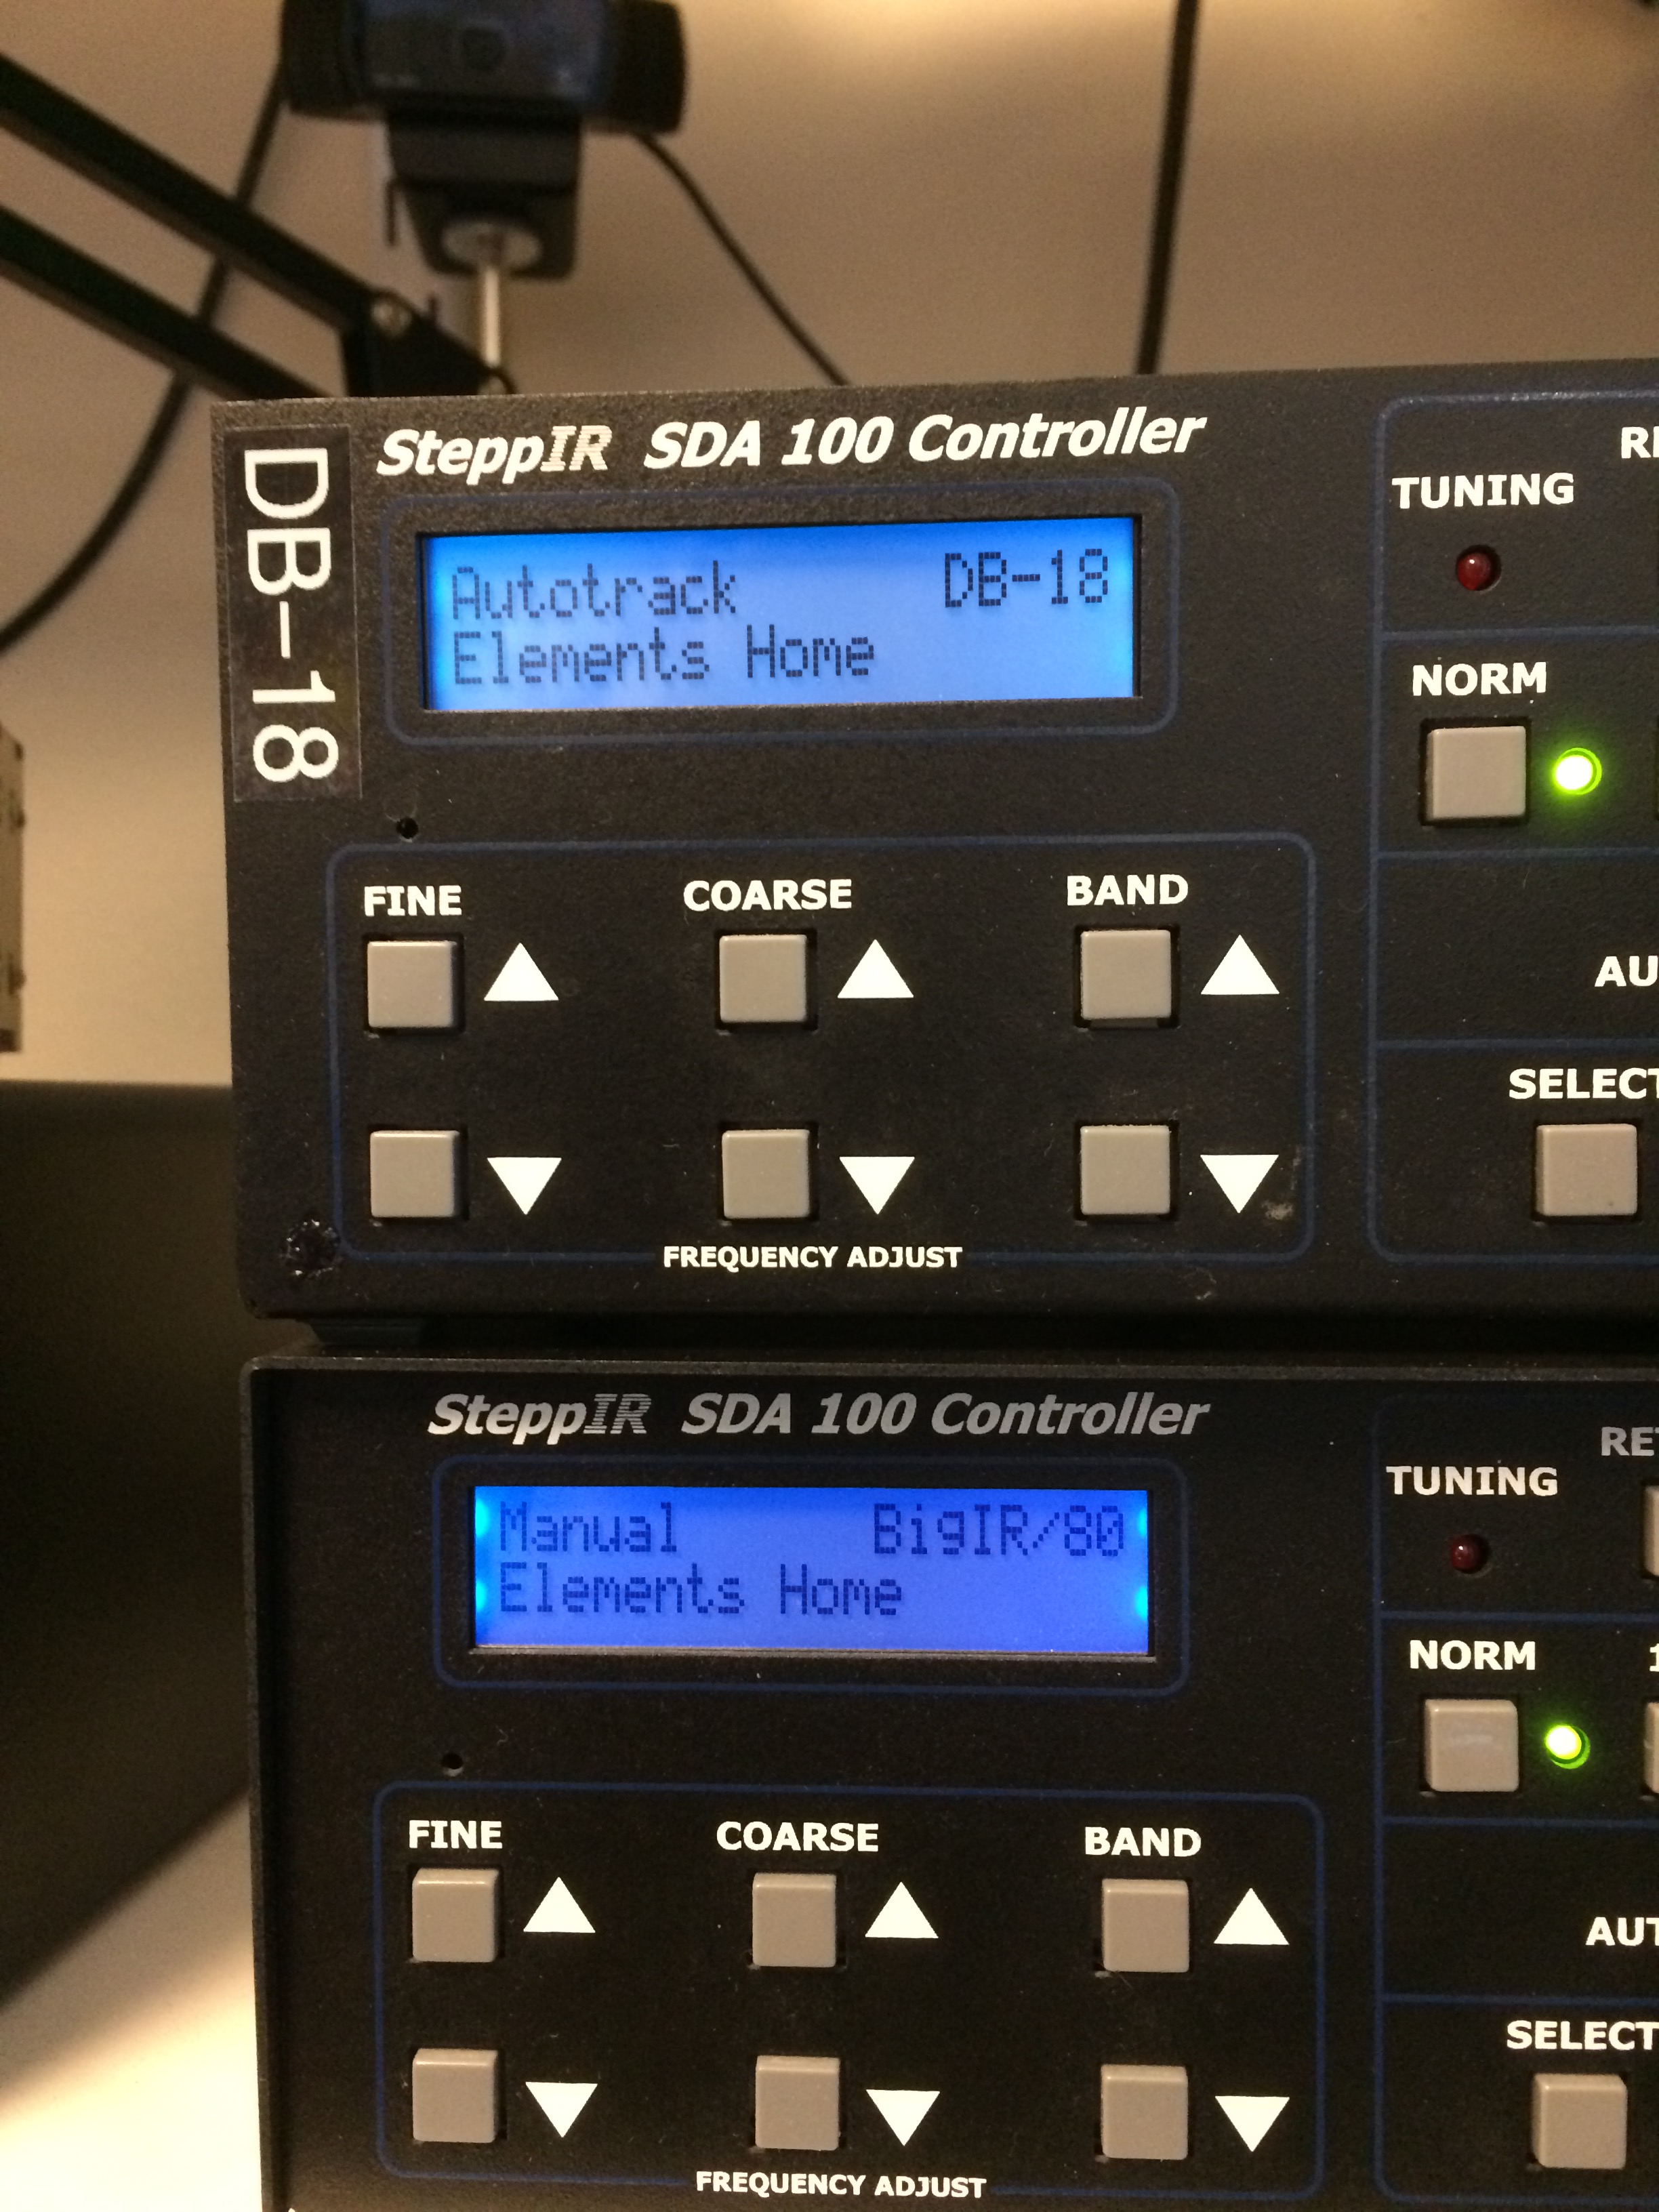 DB-18
SteppIR SDA 100 Controller
Autotrack DB-18
Elements Home
TUNING
NORM
FINE COARSE BAND
SELECT
FREQUENCY ADJUST
SteppIR SDA 100 Controller
Manual BigIR/80
Elements Home
TUNING
NORM
FINE COARSE BAND
SELECT
FREQUENCY ADJUST